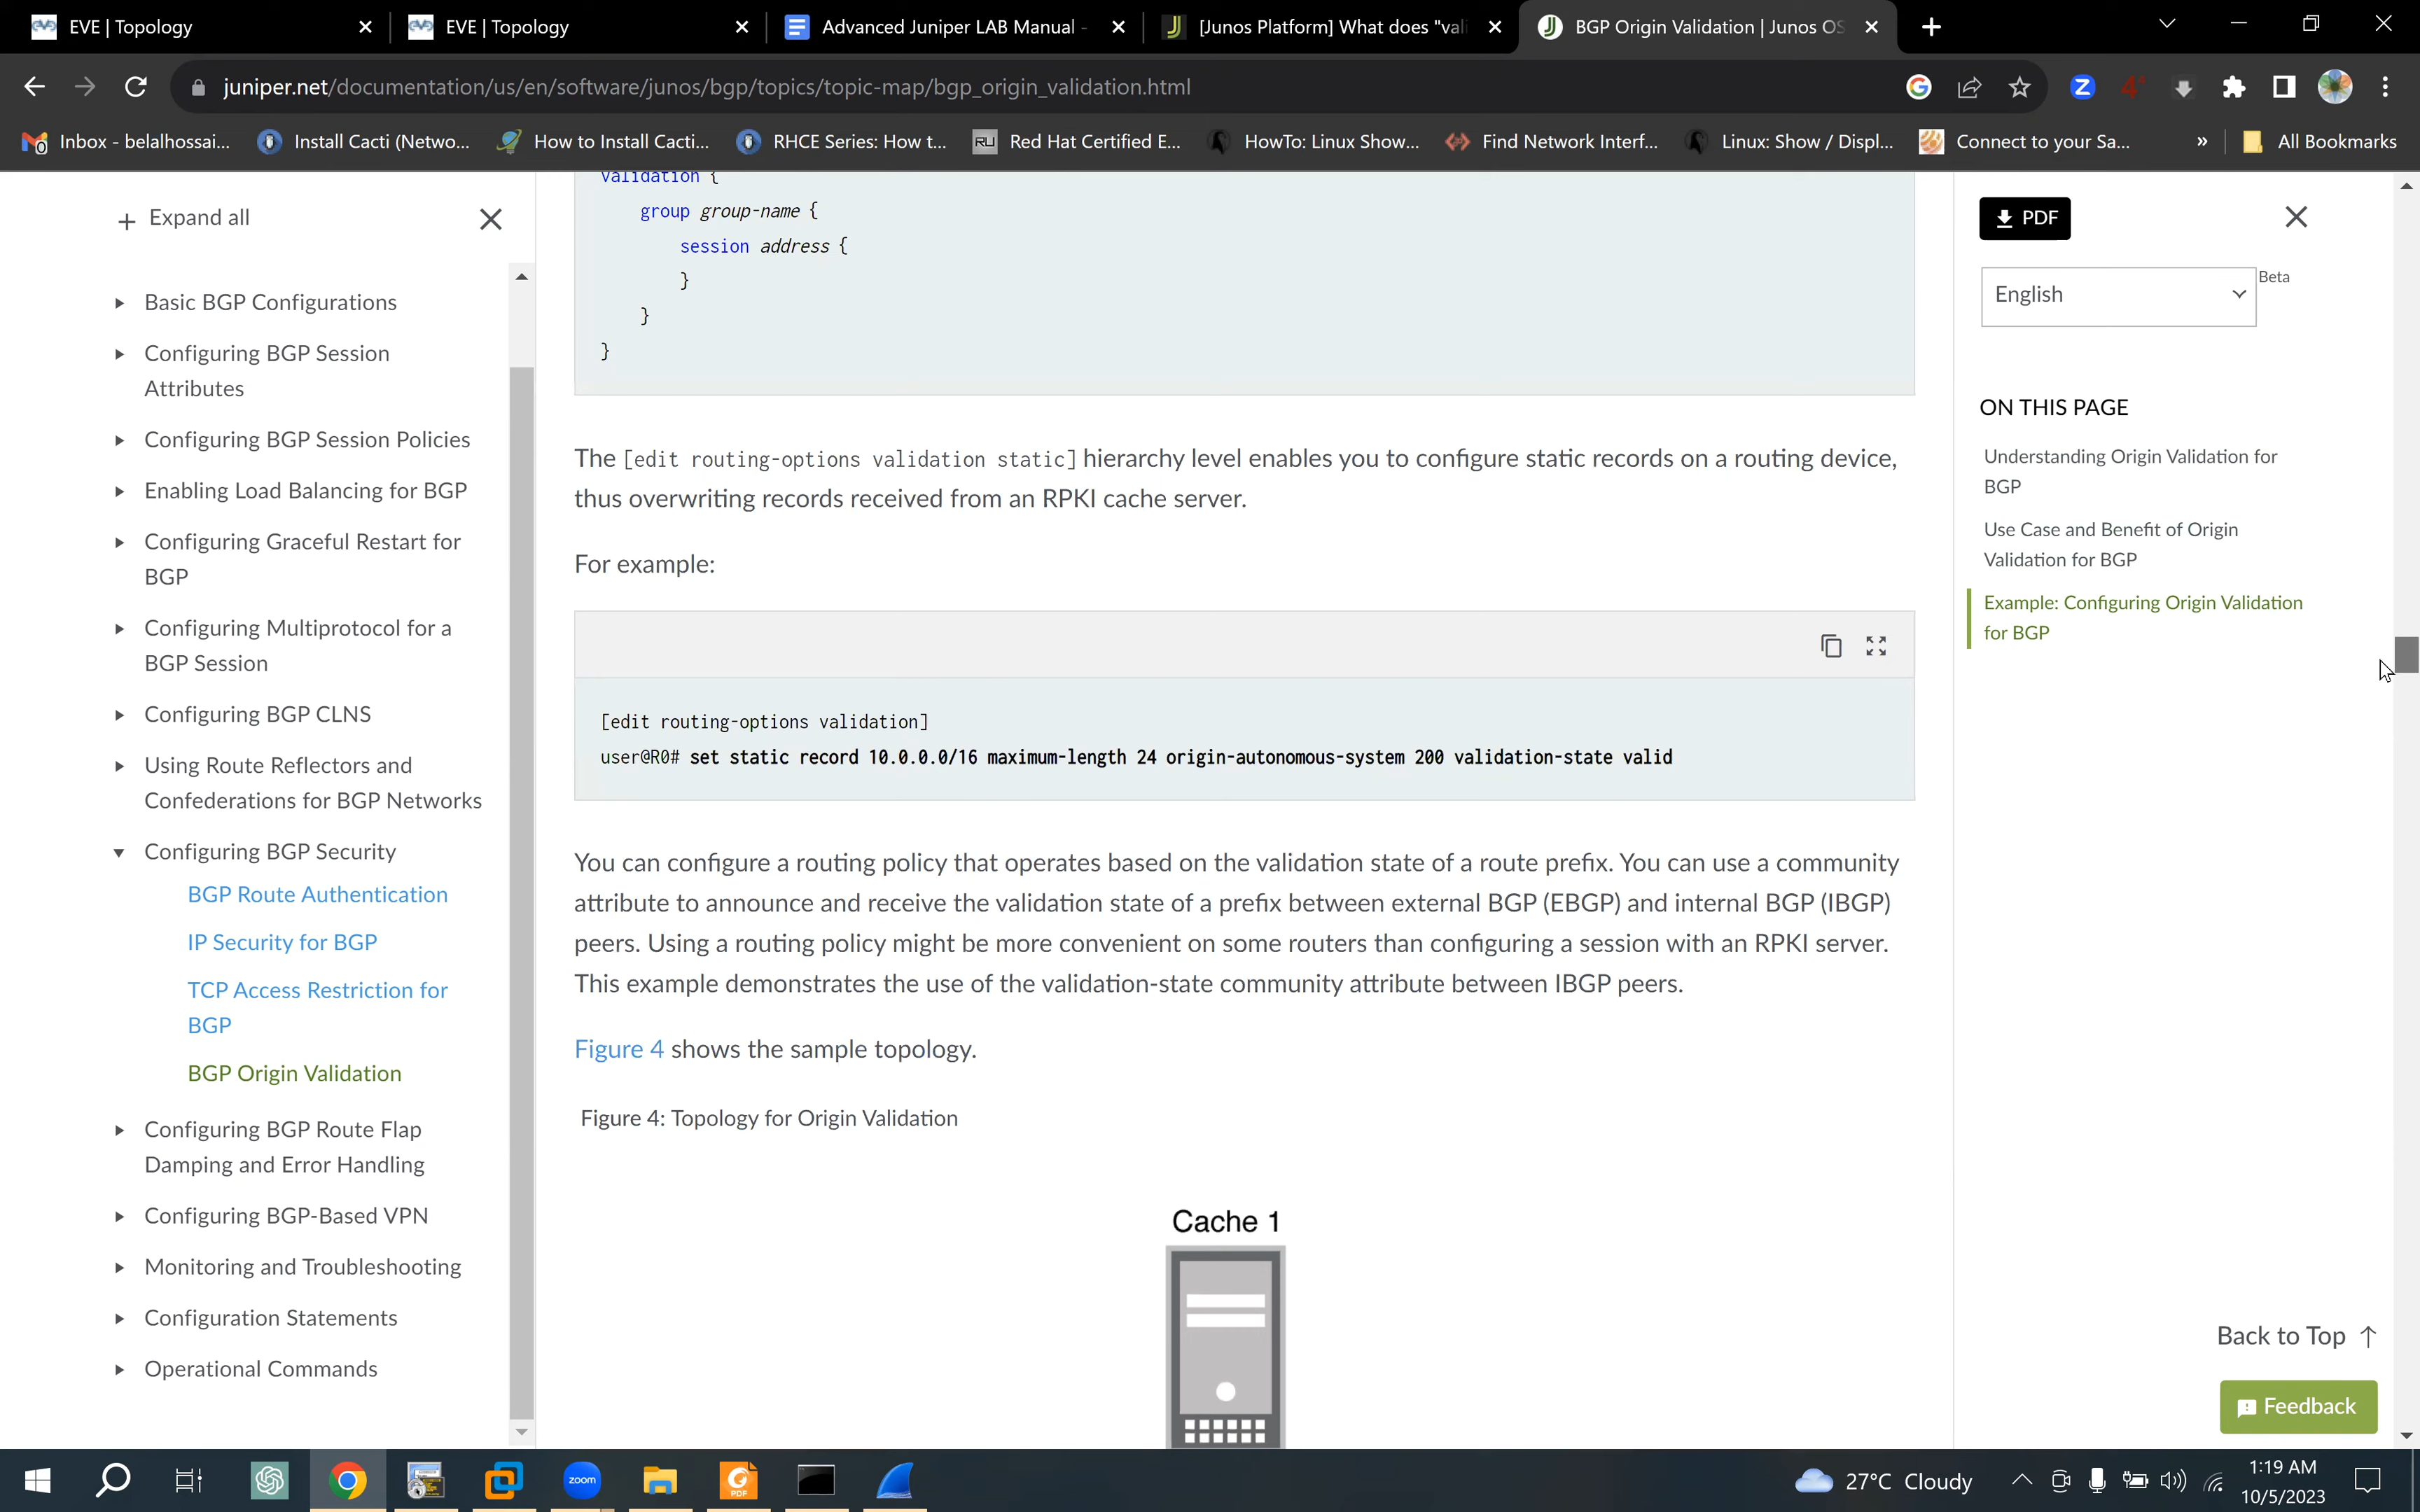 EVE | Topology
EVE | Topology
Advanced Juniper LAB Manual -
[Junos Platform] What does "vali
BGP Origin Validation | Junos OS
juniper.net/documentation/us/en/software/junos/bgp/topics/topic-map/bgp_origin_validation.html
Inbox - belalhossai...
Install Cacti (Netwo...
How to Install Cacti...
RHCE Series: How t...
Red Hat Certified E...
HowTo: Linux Show...
Find Network Interf...
Linux: Show / Displ...
Connect to your Sa...
»
All Bookmarks
Expand all
Basic BGP Configurations
Configuring BGP Session
Attributes
Configuring BGP Session Policies
Enabling Load Balancing for BGP
Configuring Graceful Restart for
BGP
Configuring Multiprotocol for a
BGP Session
Configuring BGP CLNS
Using Route Reflectors and
Confederations for BGP Networks
Configuring BGP Security
BGP Route Authentication
IP Security for BGP
TCP Access Restriction for
BGP
BGP Origin Validation
Configuring BGP Route Flap
Damping and Error Handling
Configuring BGP-Based VPN
Monitoring and Troubleshooting
Configuration Statements
Operational Commands
validation {
group group-name {
session address {
}
}
}
The [edit routing-options validation static] hierarchy level enables you to configure static records on a routing device,
thus overwriting records received from an RPKI cache server.
For example:
[edit routing-options validation]
user@R0# set static record 10.0.0.0/16 maximum-length 24 origin-autonomous-system 200 validation-state valid
You can configure a routing policy that operates based on the validation state of a route prefix. You can use a community
attribute to announce and receive the validation state of a prefix between external BGP (EBGP) and internal BGP (IBGP)
peers. Using a routing policy might be more convenient on some routers than configuring a session with an RPKI server.
This example demonstrates the use of the validation-state community attribute between IBGP peers.
Figure 4 shows the sample topology.
Figure 4: Topology for Origin Validation
Cache 1
PDF
English
Beta
ON THIS PAGE
Understanding Origin Validation for
BGP
Use Case and Benefit of Origin
Validation for BGP
Example: Configuring Origin Validation
for BGP
Back to Top
Feedback
zoom
PDF
27°C Cloudy
1:19 AM
10/5/2023